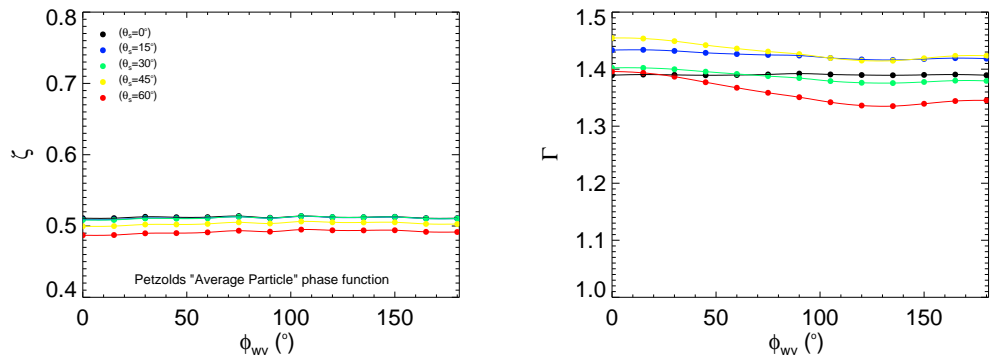 0.8
0.7
0.6
0.5
0.4
ζ
0 50 100 150
ϕwv (°)
(θs=0°)
(θs=15°)
(θs=30°)
(θs=45°)
(θs=60°)
Petzolds "Average Particle" phase function
1.5
1.4
1.3
1.2
1.1
1.0
Γ
0 50 100 150
ϕwv (°)